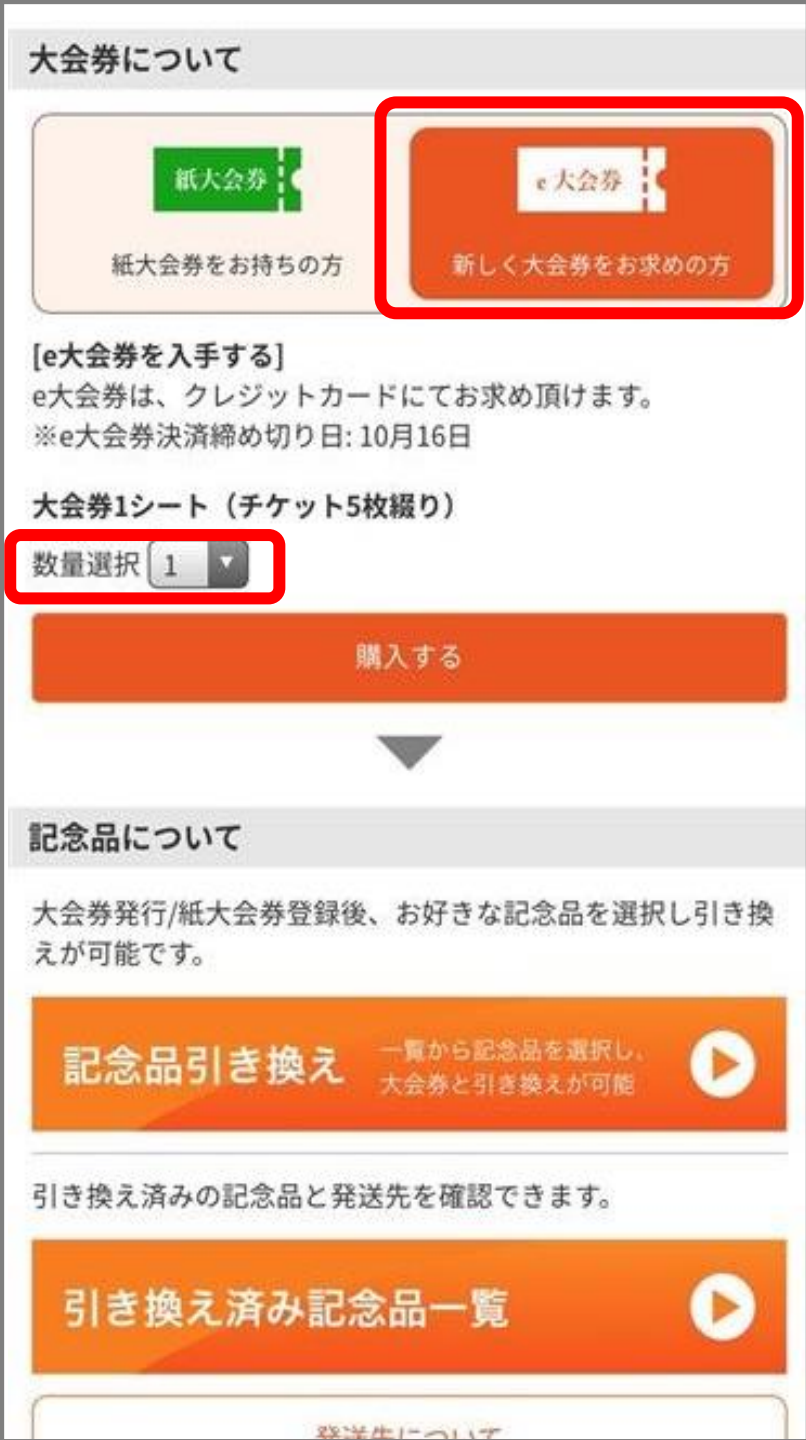 大会券について
紙大会券
e 大会券
紙大会券をお持ちの方
新しく大会券をお求めの方
[e大会券を入手する]
e大会券は、クレジットカードにてお求め頂けます。
※e大会券決済締め切り日: 10月16日
大会券1シート（チケット5枚綴り）
数量選択 1
購入する
記念品について
大会券発行/紙大会券登録後、お好きな記念品を選択し引き換
えが可能です。
記念品引き換え
一覧から記念品を選択し、
大会券と引き換えが可能
引き換え済みの記念品と発送先を確認できます。
引き換え済み記念品一覧
発送先について